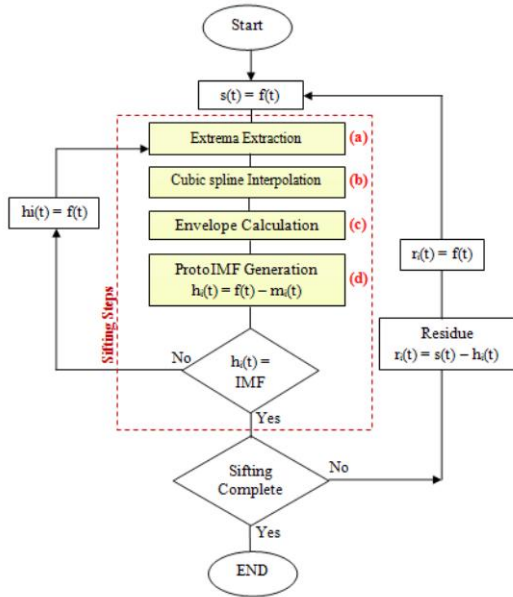 Start
s(t) = f(t)
Extrema Extraction
(a)
Cubic spline Interpolation
(b)
Envelope Calculation
(c)
ProtoIMF Generation
hᵢ(t) = f(t) – mᵢ(t)
(d)
hi(t) = f(t)
Sifting Steps
No
hᵢ(t) =
IMF
Yes
rᵢ(t) = f(t)
Residue
rᵢ(t) = s(t) – hᵢ(t)
Sifting
Complete
No
Yes
END